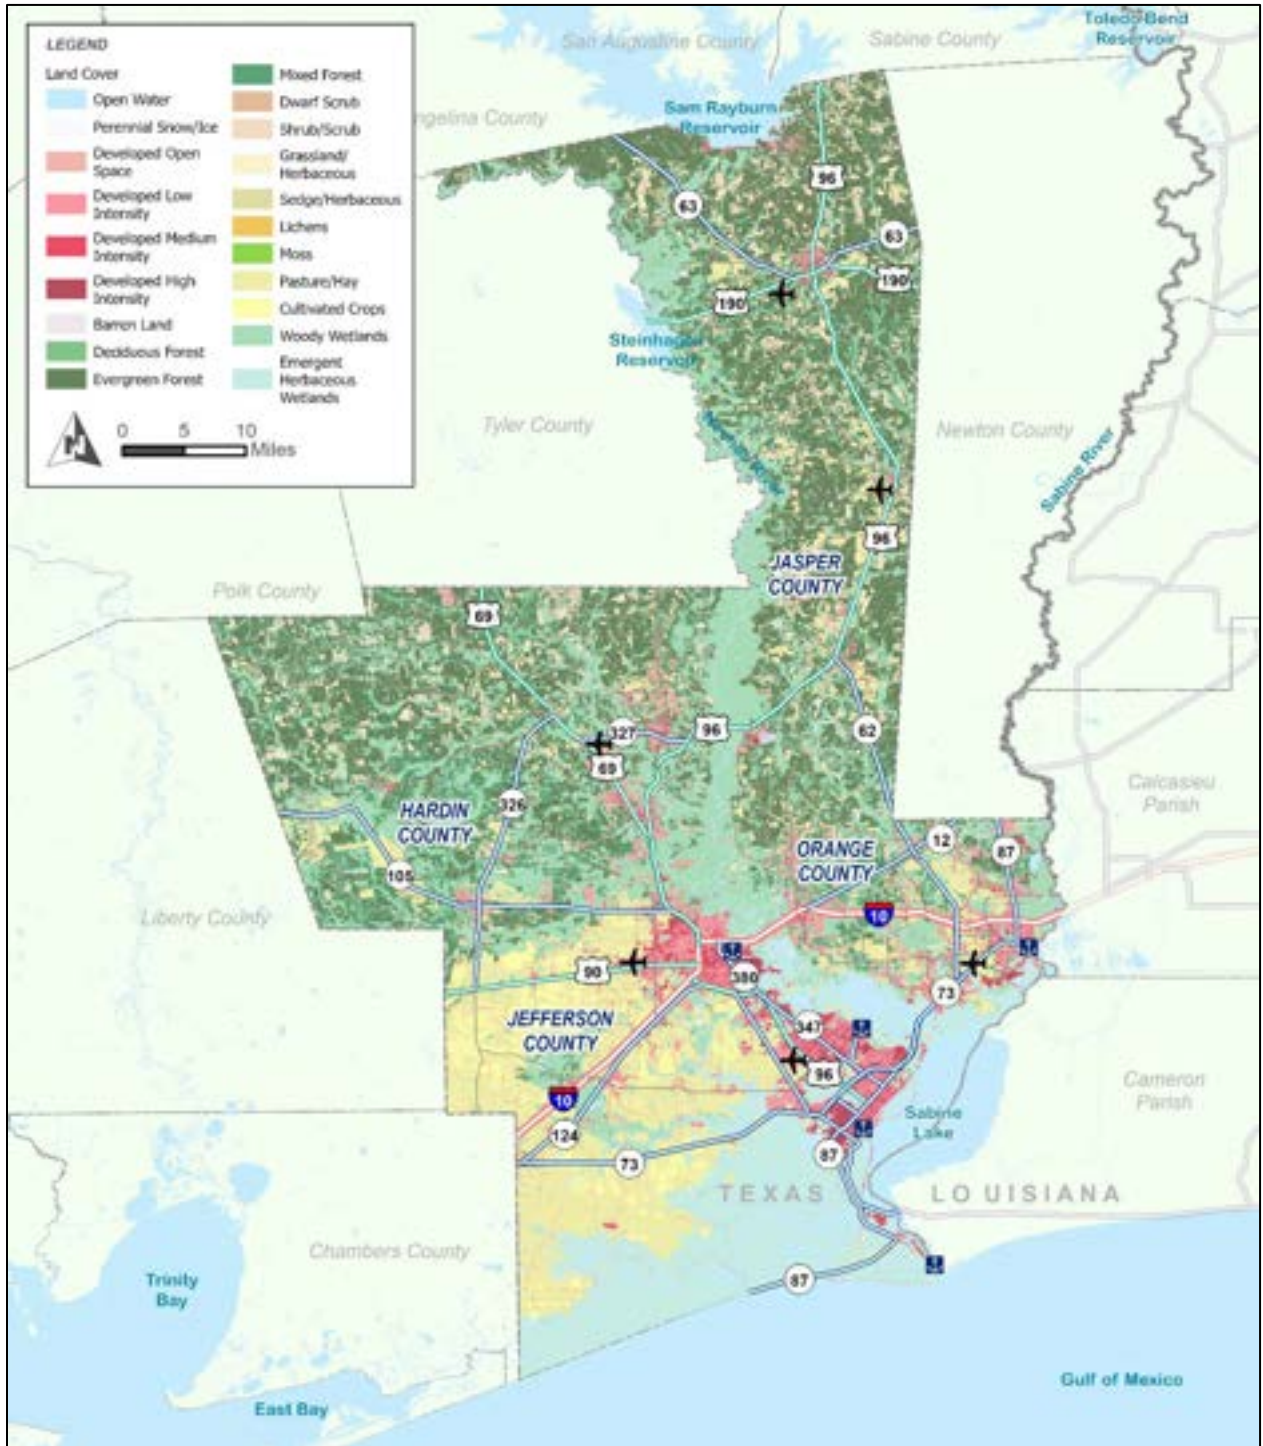 LEGEND
Land Cover
Open Water
Perennial Snow/Ice
Developed Open
Space
Developed Low
Intensity
Developed Medium
Intensity
Developed High
Intensity
Barren Land
Deciduous Forest
Evergreen Forest
Mixed Forest
Dwarf Scrub
Shrub/Scrub
Grassland/
Herbaceous
Sedge/Herbaceous
Lichens
Moss
Pasture/Hay
Cultivated Crops
Woody Wetlands
Emergent
Herbaceous
Wetlands
N
0 5 10
Miles
Toledo Bend
Reservoir
San Augustine County
Sabine County
ngelina County
Sam Rayburn
Reservoir
96
63
63
190
190
Steinhagen
Reservoir
Tyler County
Newton County
Neches River
Sabine River
96
JASPER
COUNTY
Polk County
69
327
96
62
69
326
HARDIN
COUNTY
Calcasieu
Parish
ORANGE
COUNTY
12
87
105
Liberty County
10
90
380
73
JEFFERSON
COUNTY
347
96
10
Cameron
Parish
Sabine
Lake
124
87
73
TEXAS
LOUISIANA
Chambers County
Trinity
Bay
87
Gulf of Mexico
East Bay